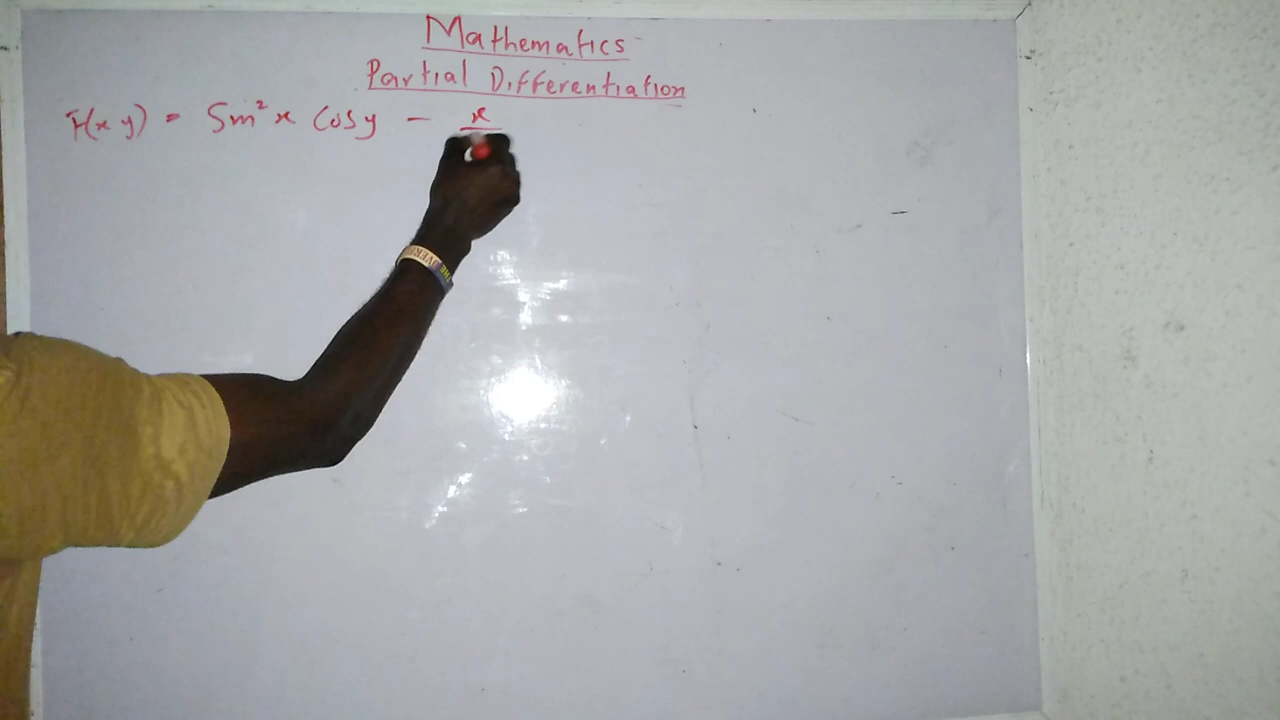 Mathematics
Partial Differentiation
F(x y) = Sin²x Cosy - x